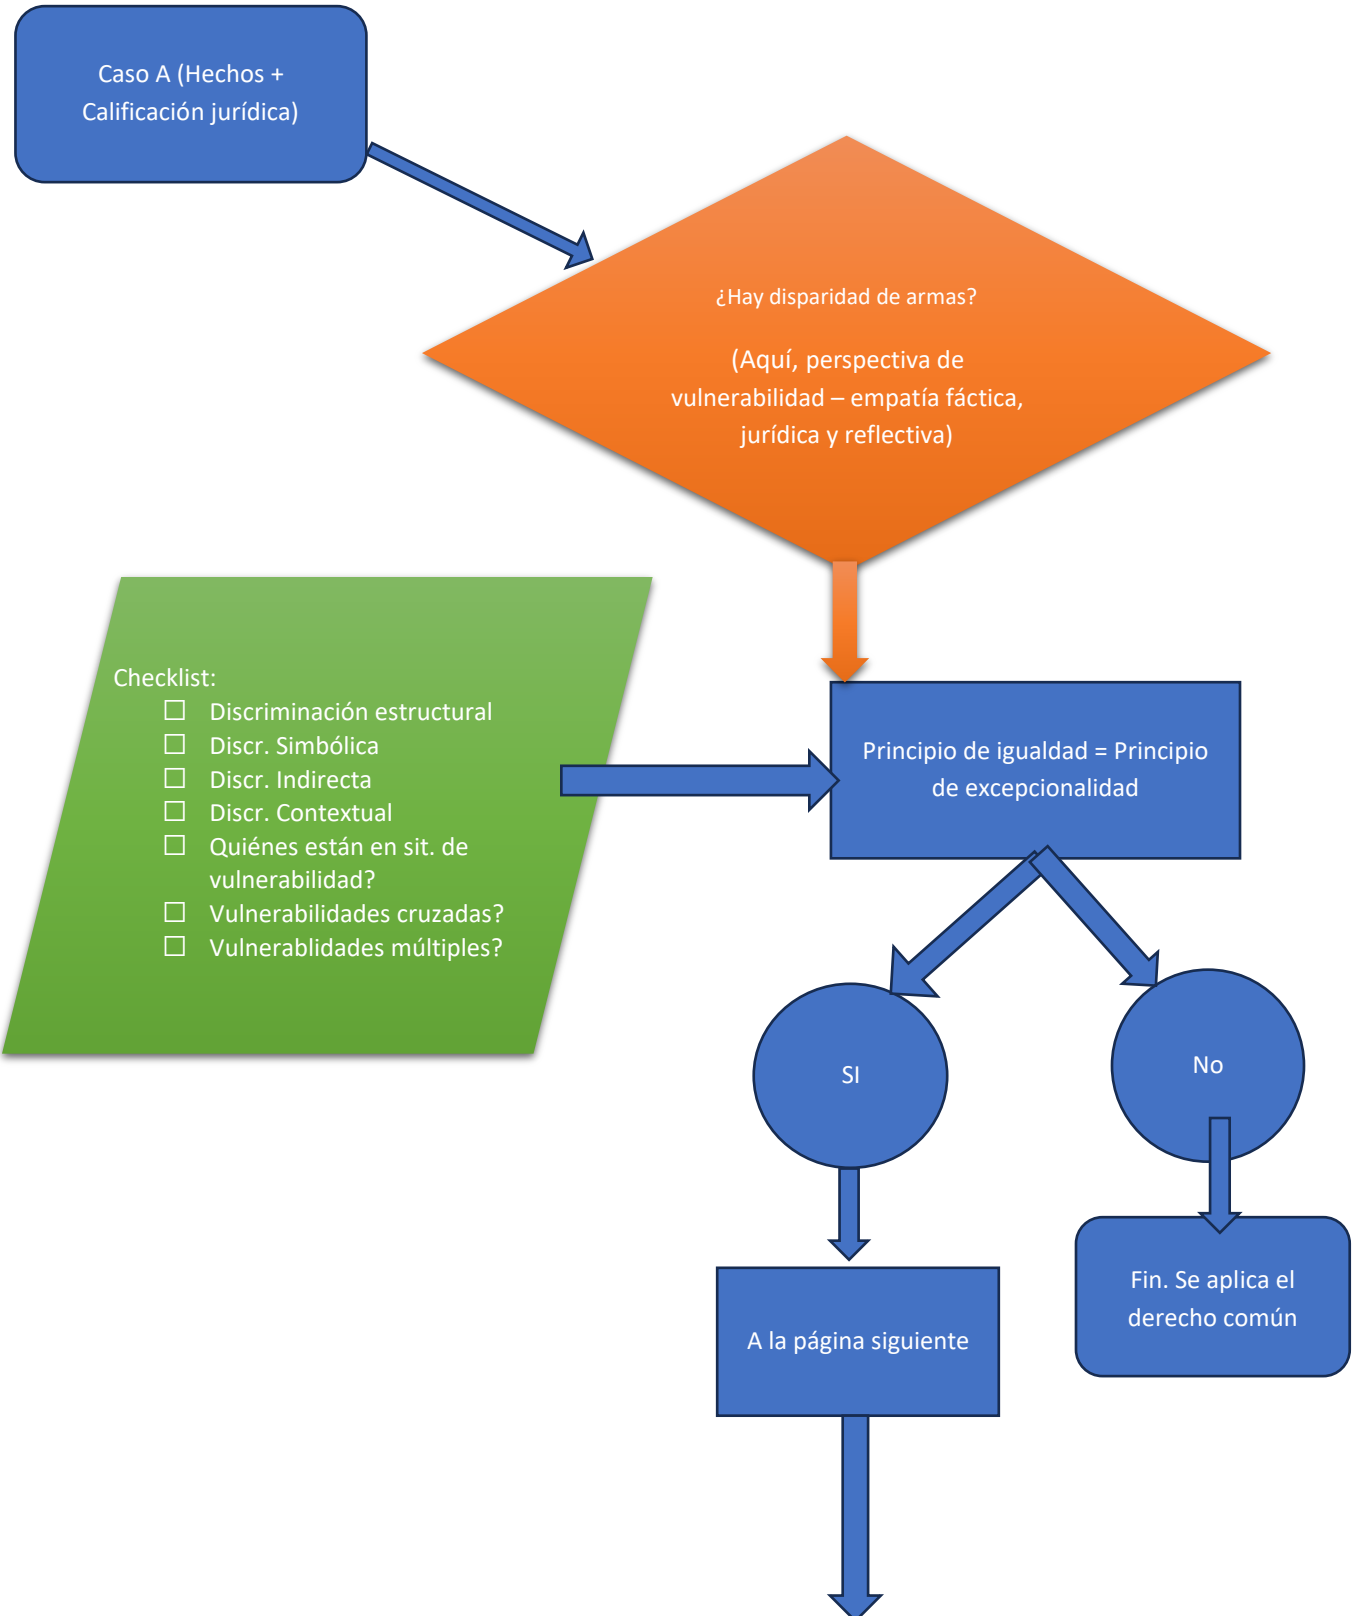 Caso A (Hechos +
Calificación jurídica)
¿Hay disparidad de armas?
(Aquí, perspectiva de
vulnerabilidad – empatía fáctica,
jurídica y reflectiva)
Checklist:
☐ Discriminación estructural
☐ Discr. Simbólica
☐ Discr. Indirecta
☐ Discr. Contextual
☐ Quiénes están en sit. de
vulnerabilidad?
☐ Vulnerabilidades cruzadas?
☐ Vulnerablidades múltiples?
Principio de igualdad = Principio
de excepcionalidad
SI
No
Fin. Se aplica el
derecho común
A la página siguiente